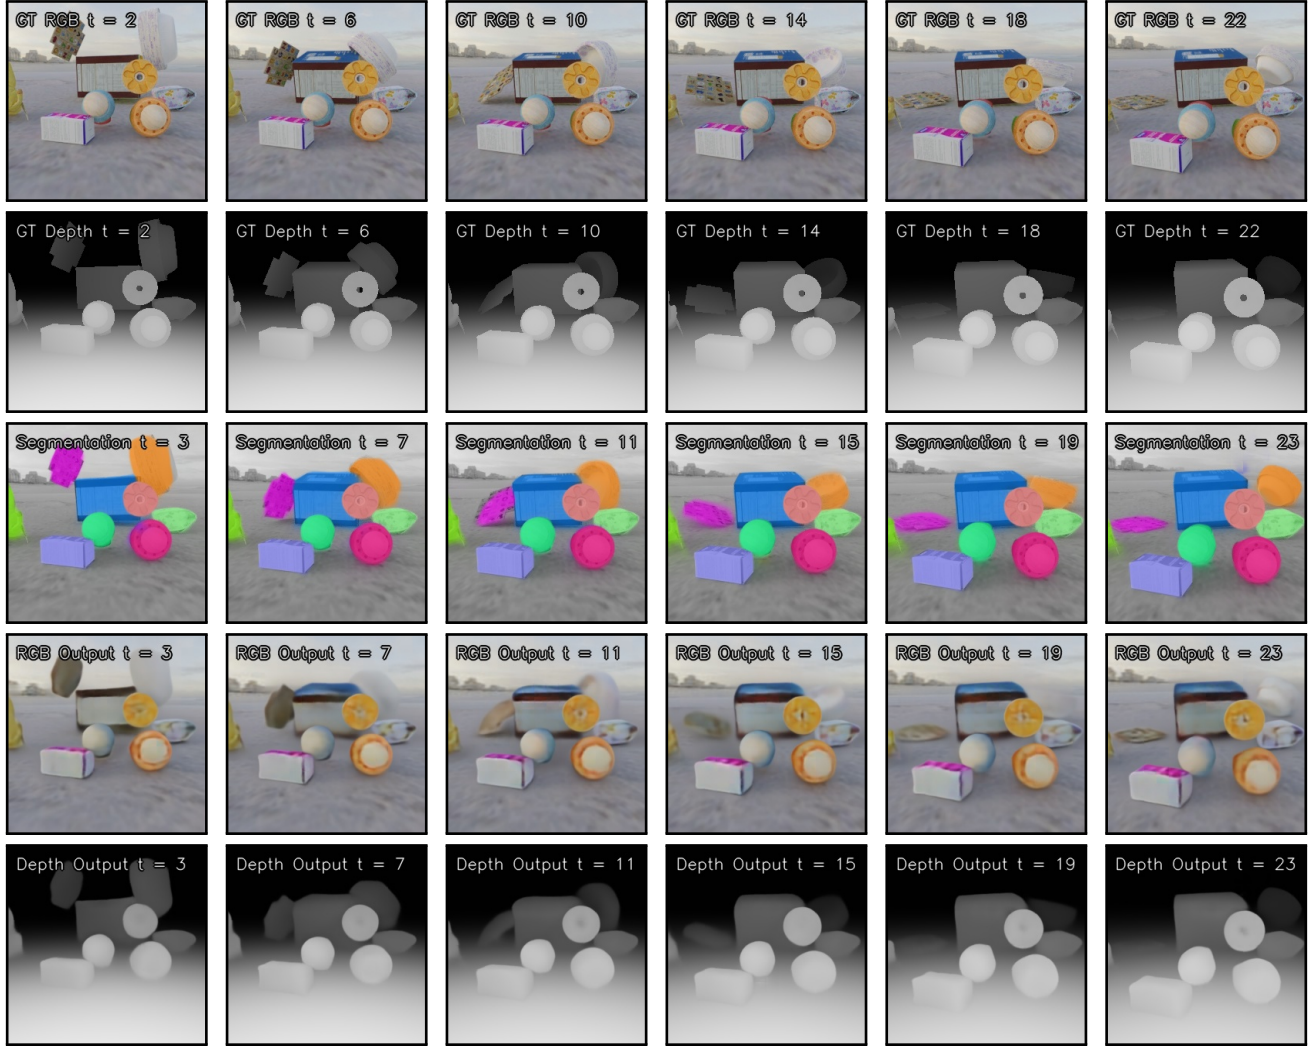 GT RGB t = 2
GT RGB t = 6
GT RGB t = 10
GT RGB t = 14
GT RGB t = 18
GT RGB t = 22
GT Depth t = 2
GT Depth t = 6
GT Depth t = 10
GT Depth t = 14
GT Depth t = 18
GT Depth t = 22
Segmentation t = 3
Segmentation t = 7
Segmentation t = 11
Segmentation t = 15
Segmentation t = 19
Segmentation t = 23
RGB Output t = 3
RGB Output t = 7
RGB Output t = 11
RGB Output t = 15
RGB Output t = 19
RGB Output t = 23
Depth Output t = 3
Depth Output t = 7
Depth Output t = 11
Depth Output t = 15
Depth Output t = 19
Depth Output t = 23